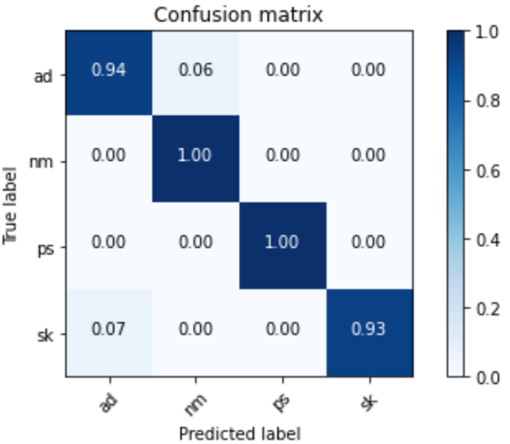 Confusion matrix
ad 0.94 0.06 0.00 0.00
nm 0.00 1.00 0.00 0.00
ps 0.00 0.00 1.00 0.00
sk 0.07 0.00 0.00 0.93
ad nm ps sk
True label
Predicted label
1.0
0.8
0.6
0.4
0.2
0.0